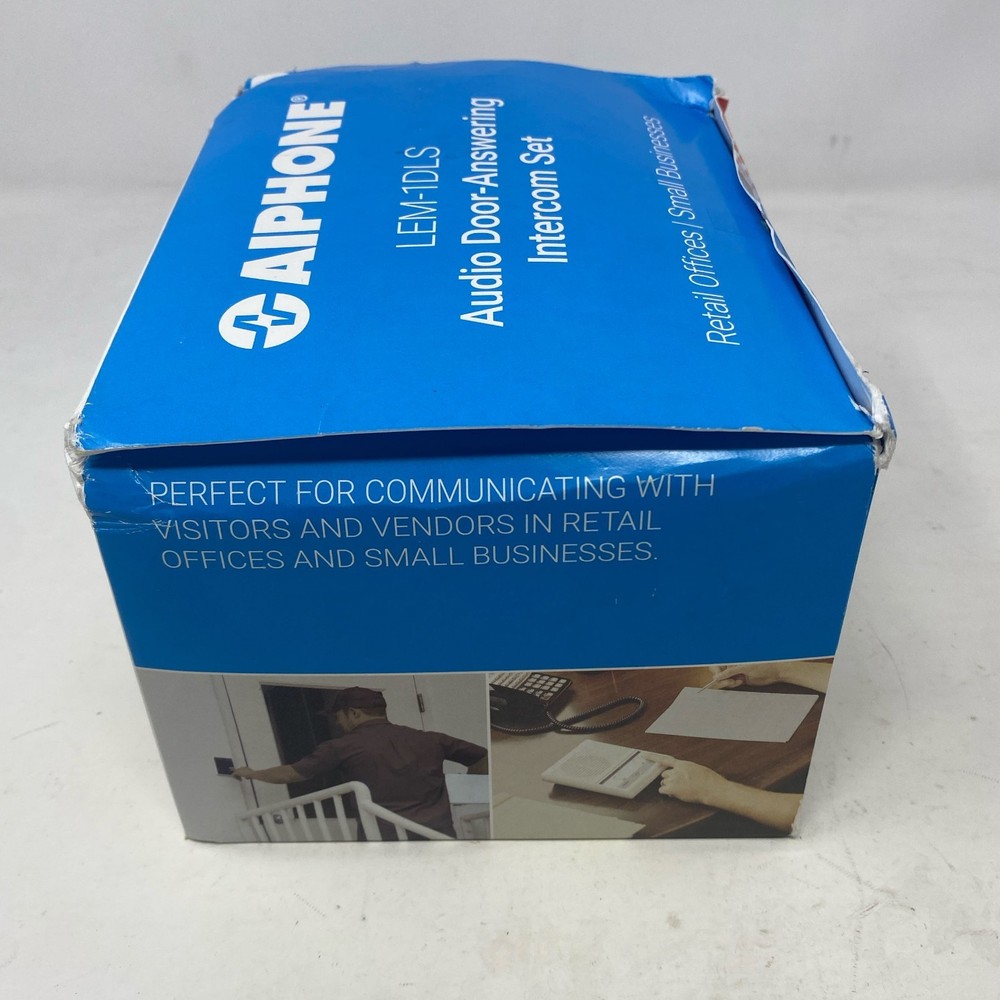 AIPHONE®
LEM-1DLS
Audio Door-Answering
Intercom Set
Retail Offices / Small Businesses
PERFECT FOR COMMUNICATING WITH
VISITORS AND VENDORS IN RETAIL
OFFICES AND SMALL BUSINESSES.